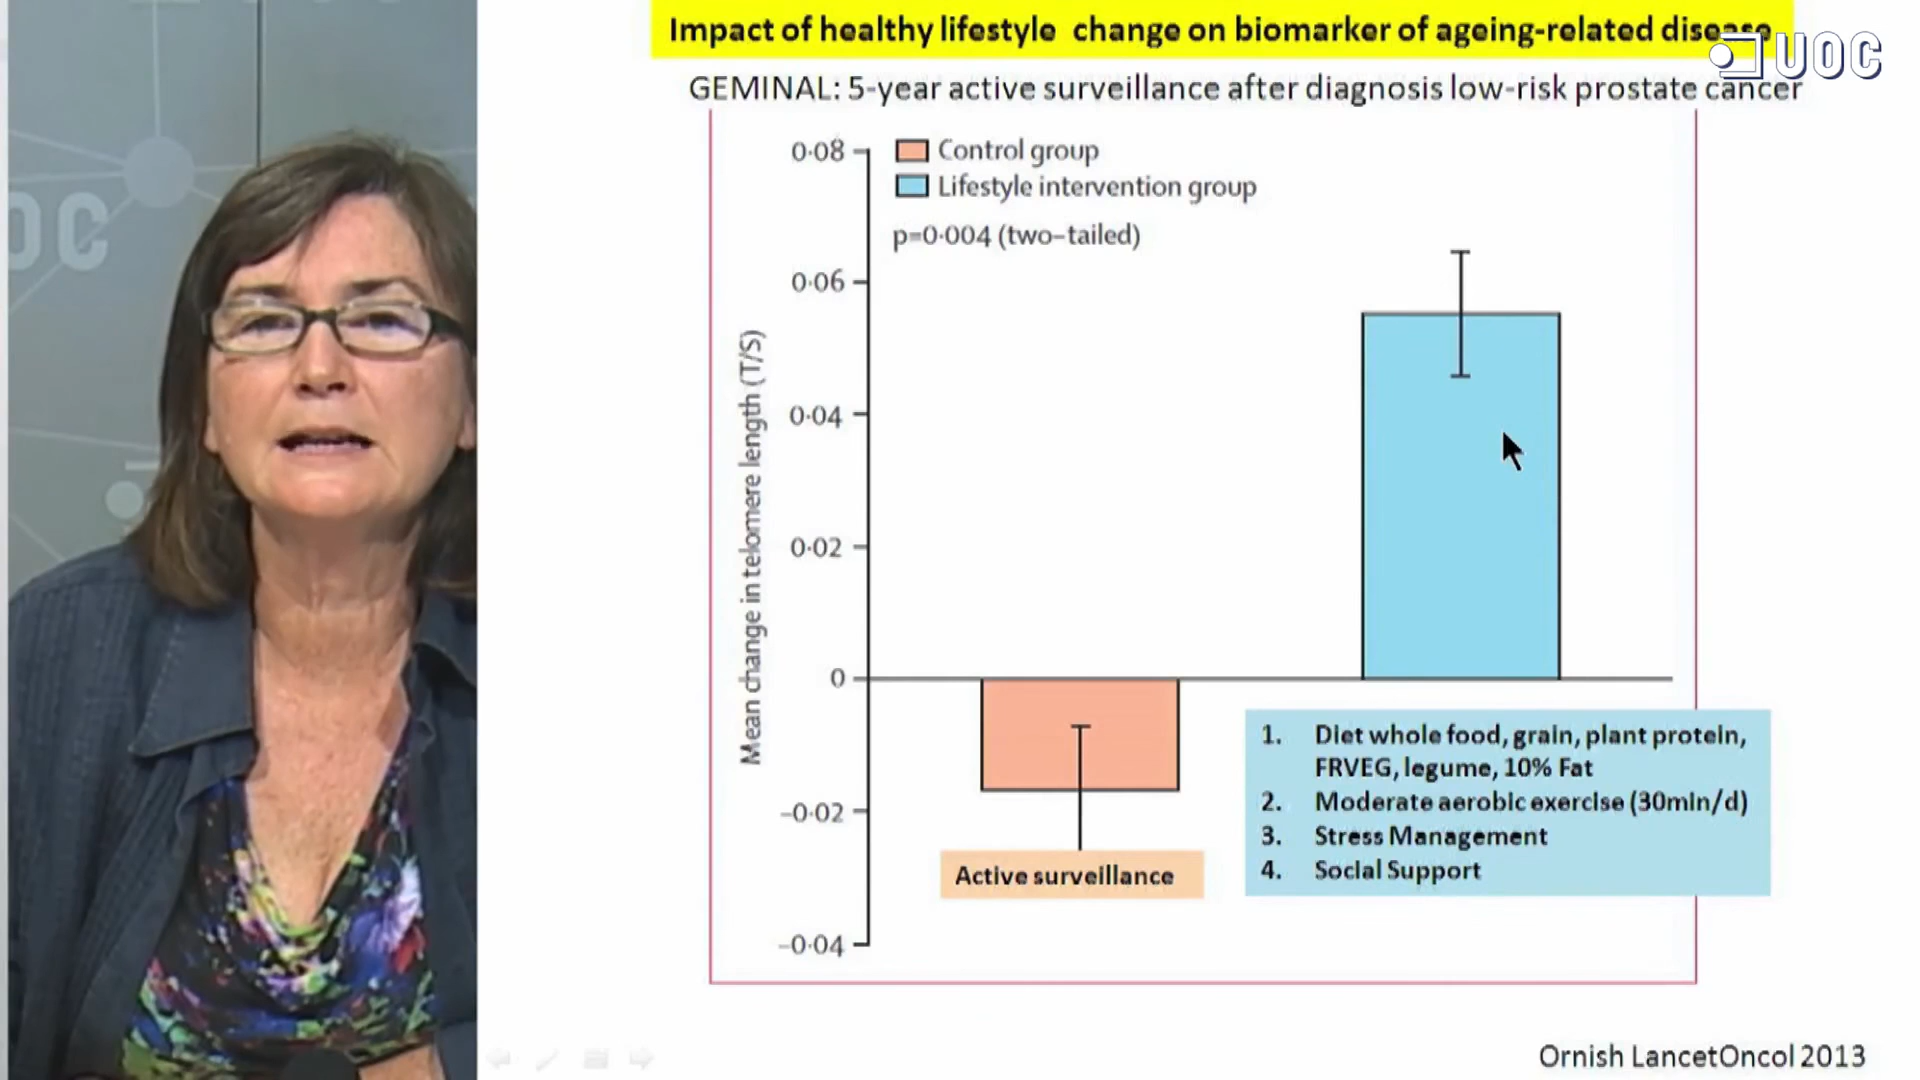 Impact of healthy lifestyle change on biomarker of ageing-related disease
UOC
GEMINAL: 5-year active surveillance after diagnosis low-risk prostate cancer
0·08
Control group
Lifestyle intervention group
p=0·004 (two-tailed)
0·06
0·04
0·02
0
-0·02
-0·04
Mean change in telomere length (T/S)
Active surveillance
1. Diet whole food, grain, plant protein,
FRVEG, legume, 10% Fat
2. Moderate aerobic exercise (30min/d)
3. Stress Management
4. Social Support
Ornish LancetOncol 2013
UOC